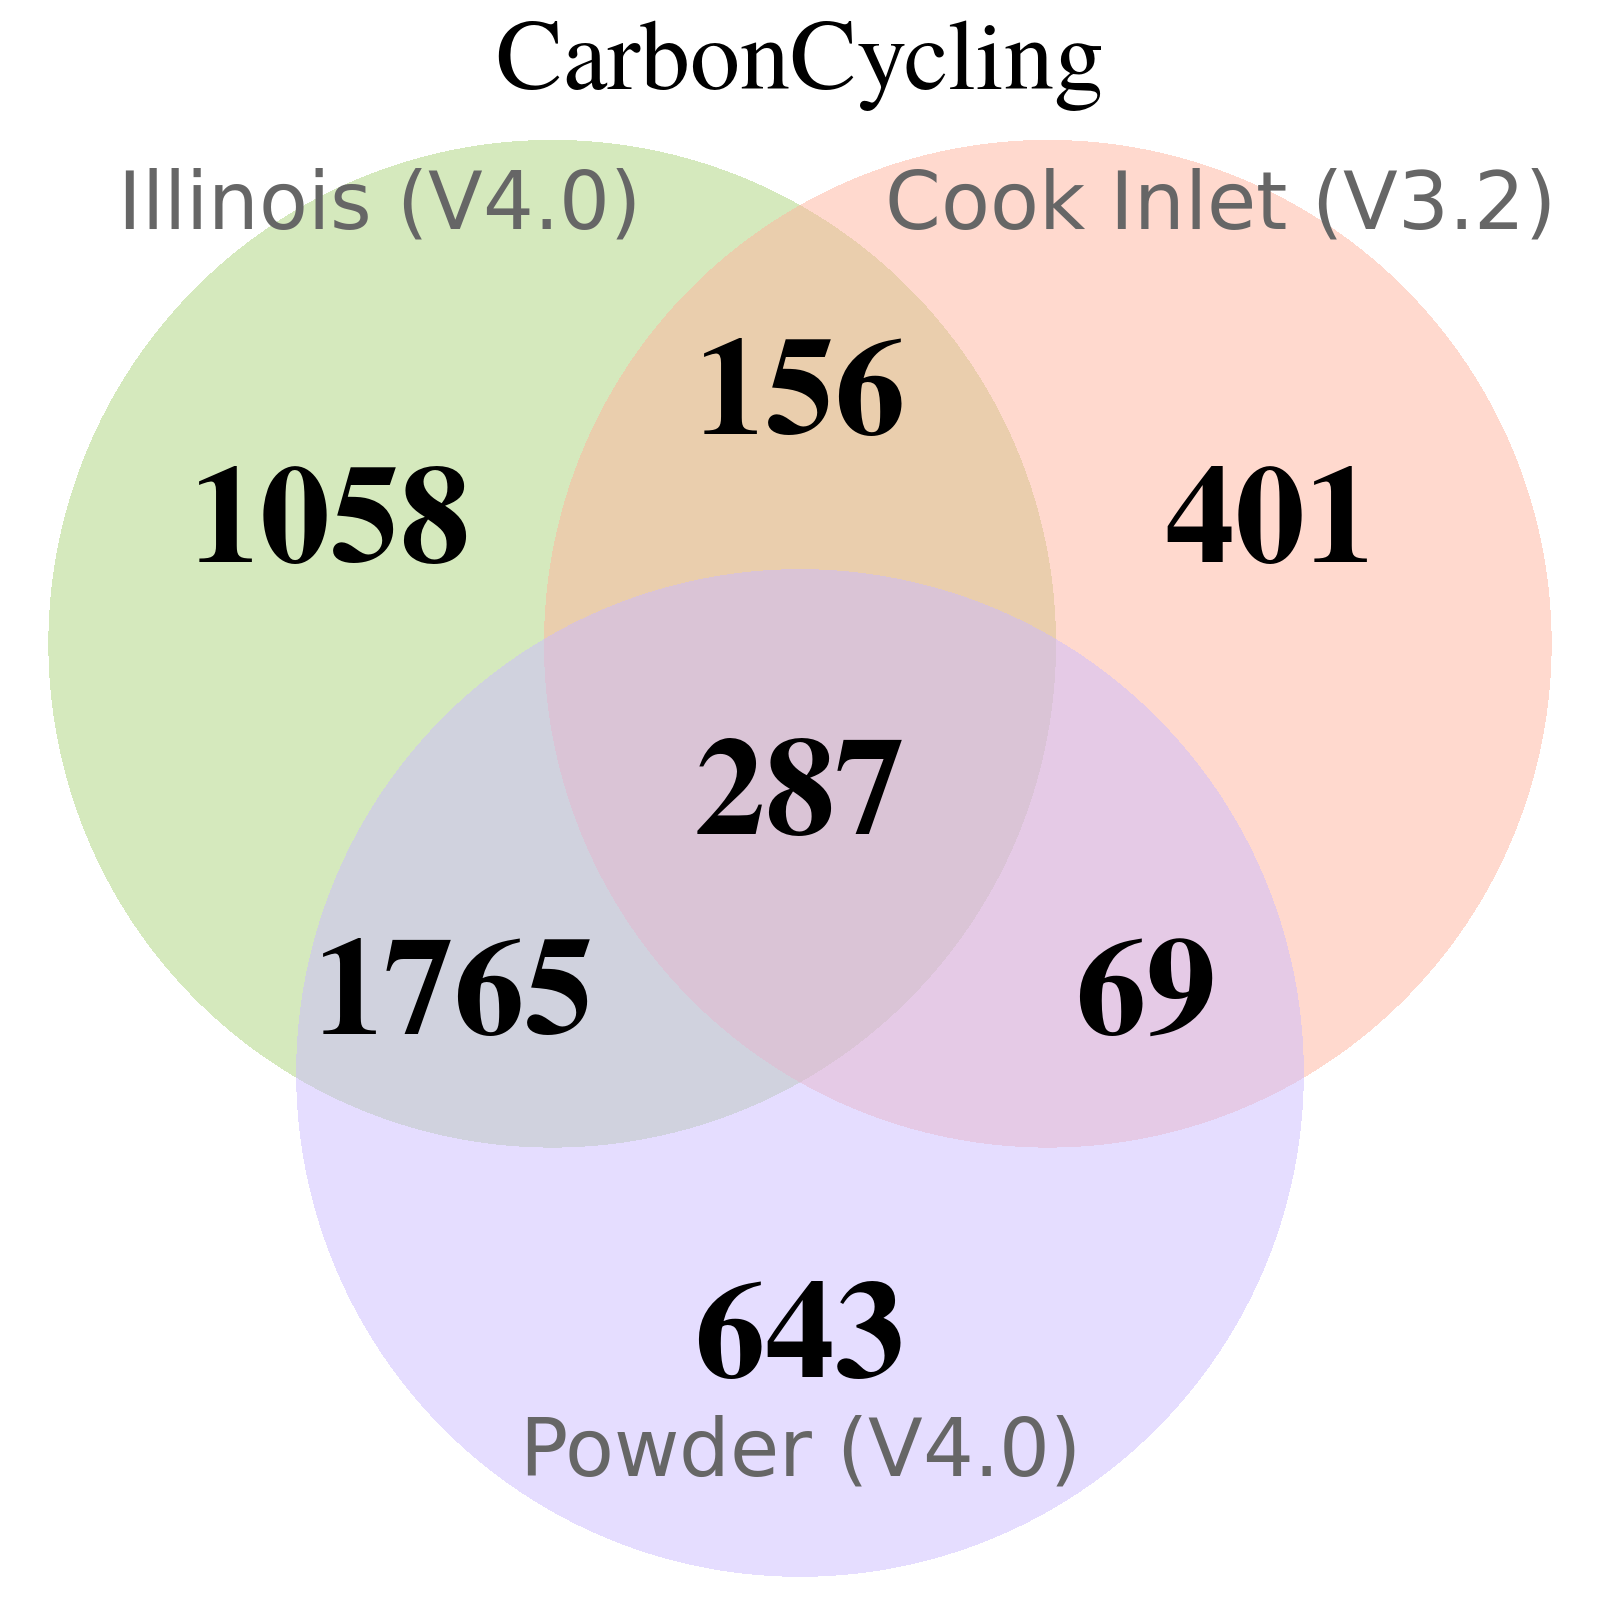 CarbonCycling
Illinois (V4.0)
Cook Inlet (V3.2)
156
1058
401
287
1765
69
643
Powder (V4.0)